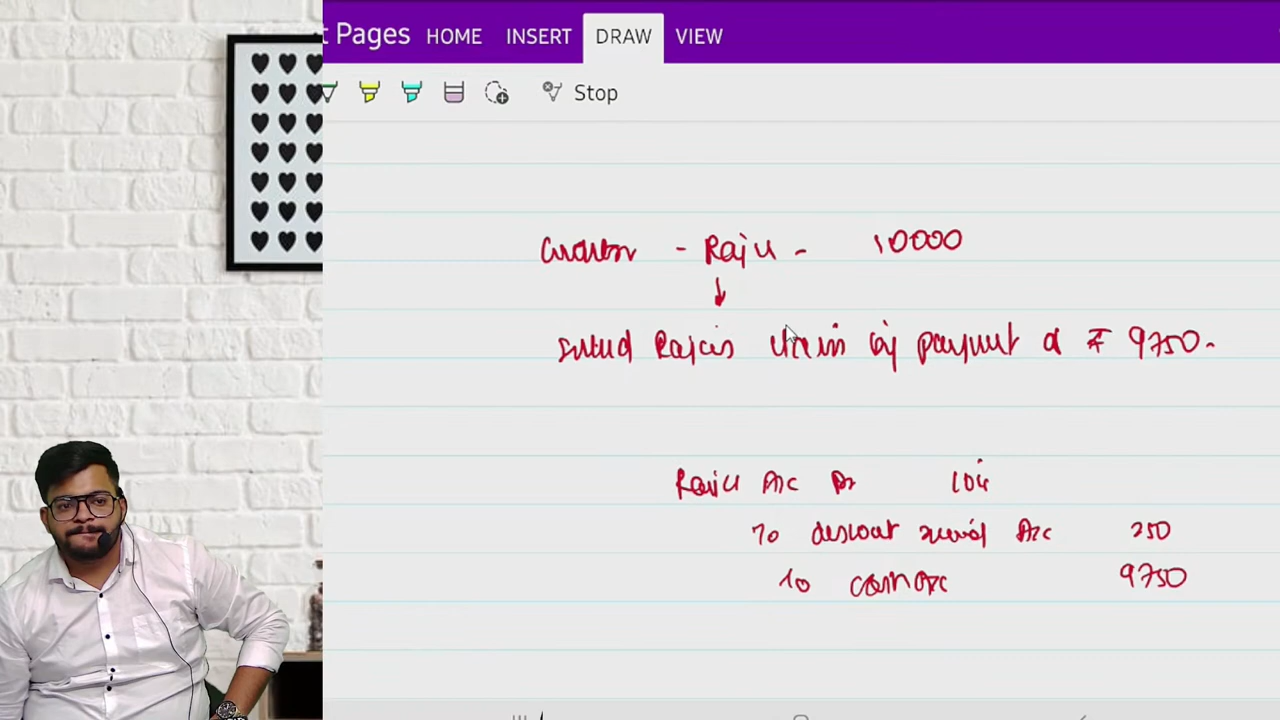 t Pages HOME INSERT DRAW VIEW
Stop
Creditor - Raju - 10000
settled Raju's claim by payment of ₹ 9750.
Raju A/c Dr 10k
To discount received A/c 250
To cash A/c 9750